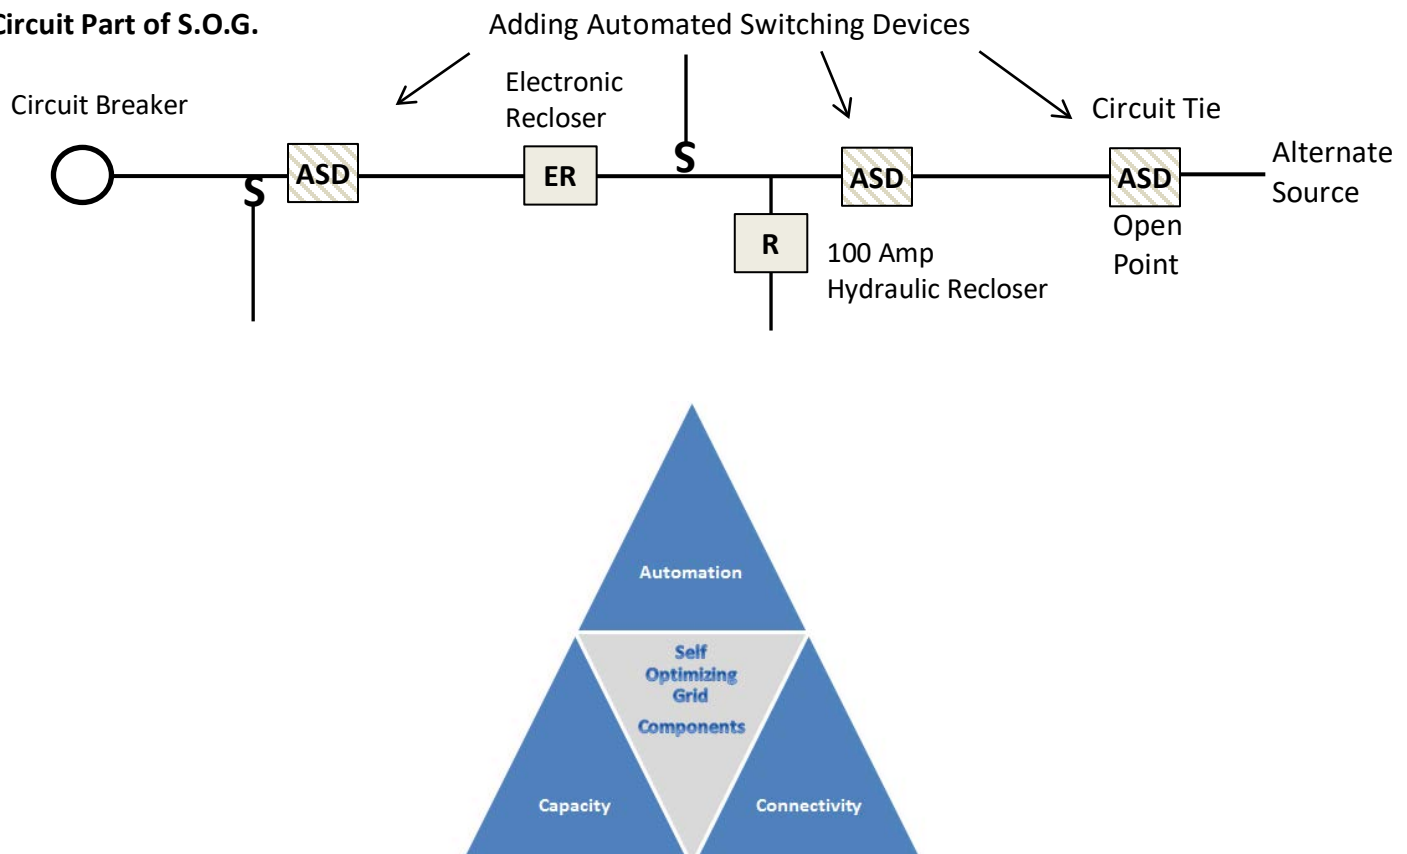 Circuit Part of S.O.G.
Adding Automated Switching Devices
Circuit Breaker
Electronic
Recloser
Circuit Tie
Alternate
Source
S
ASD
ER
S
ASD
ASD
Open
Point
R
100 Amp
Hydraulic Recloser
Automation
Self
Optimizing
Grid
Components
Capacity
Connectivity